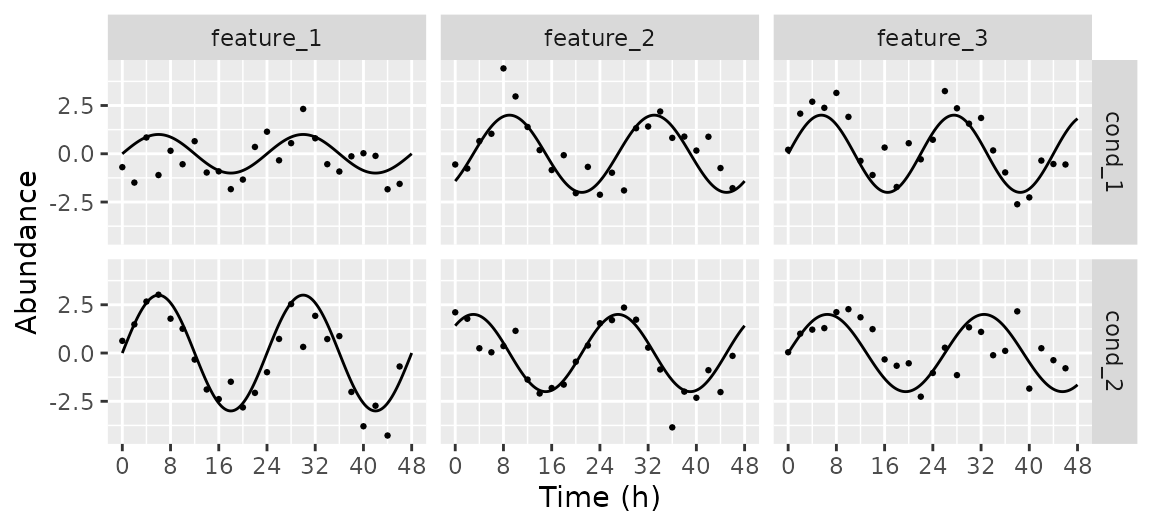 feature_1 feature_2 feature_3
2.5
0.0
-2.5
cond_1
2.5
0.0
-2.5
cond_2
Abundance
0 8 16 24 32 40 48 0 8 16 24 32 40 48 0 8 16 24 32 40 48
Time (h)